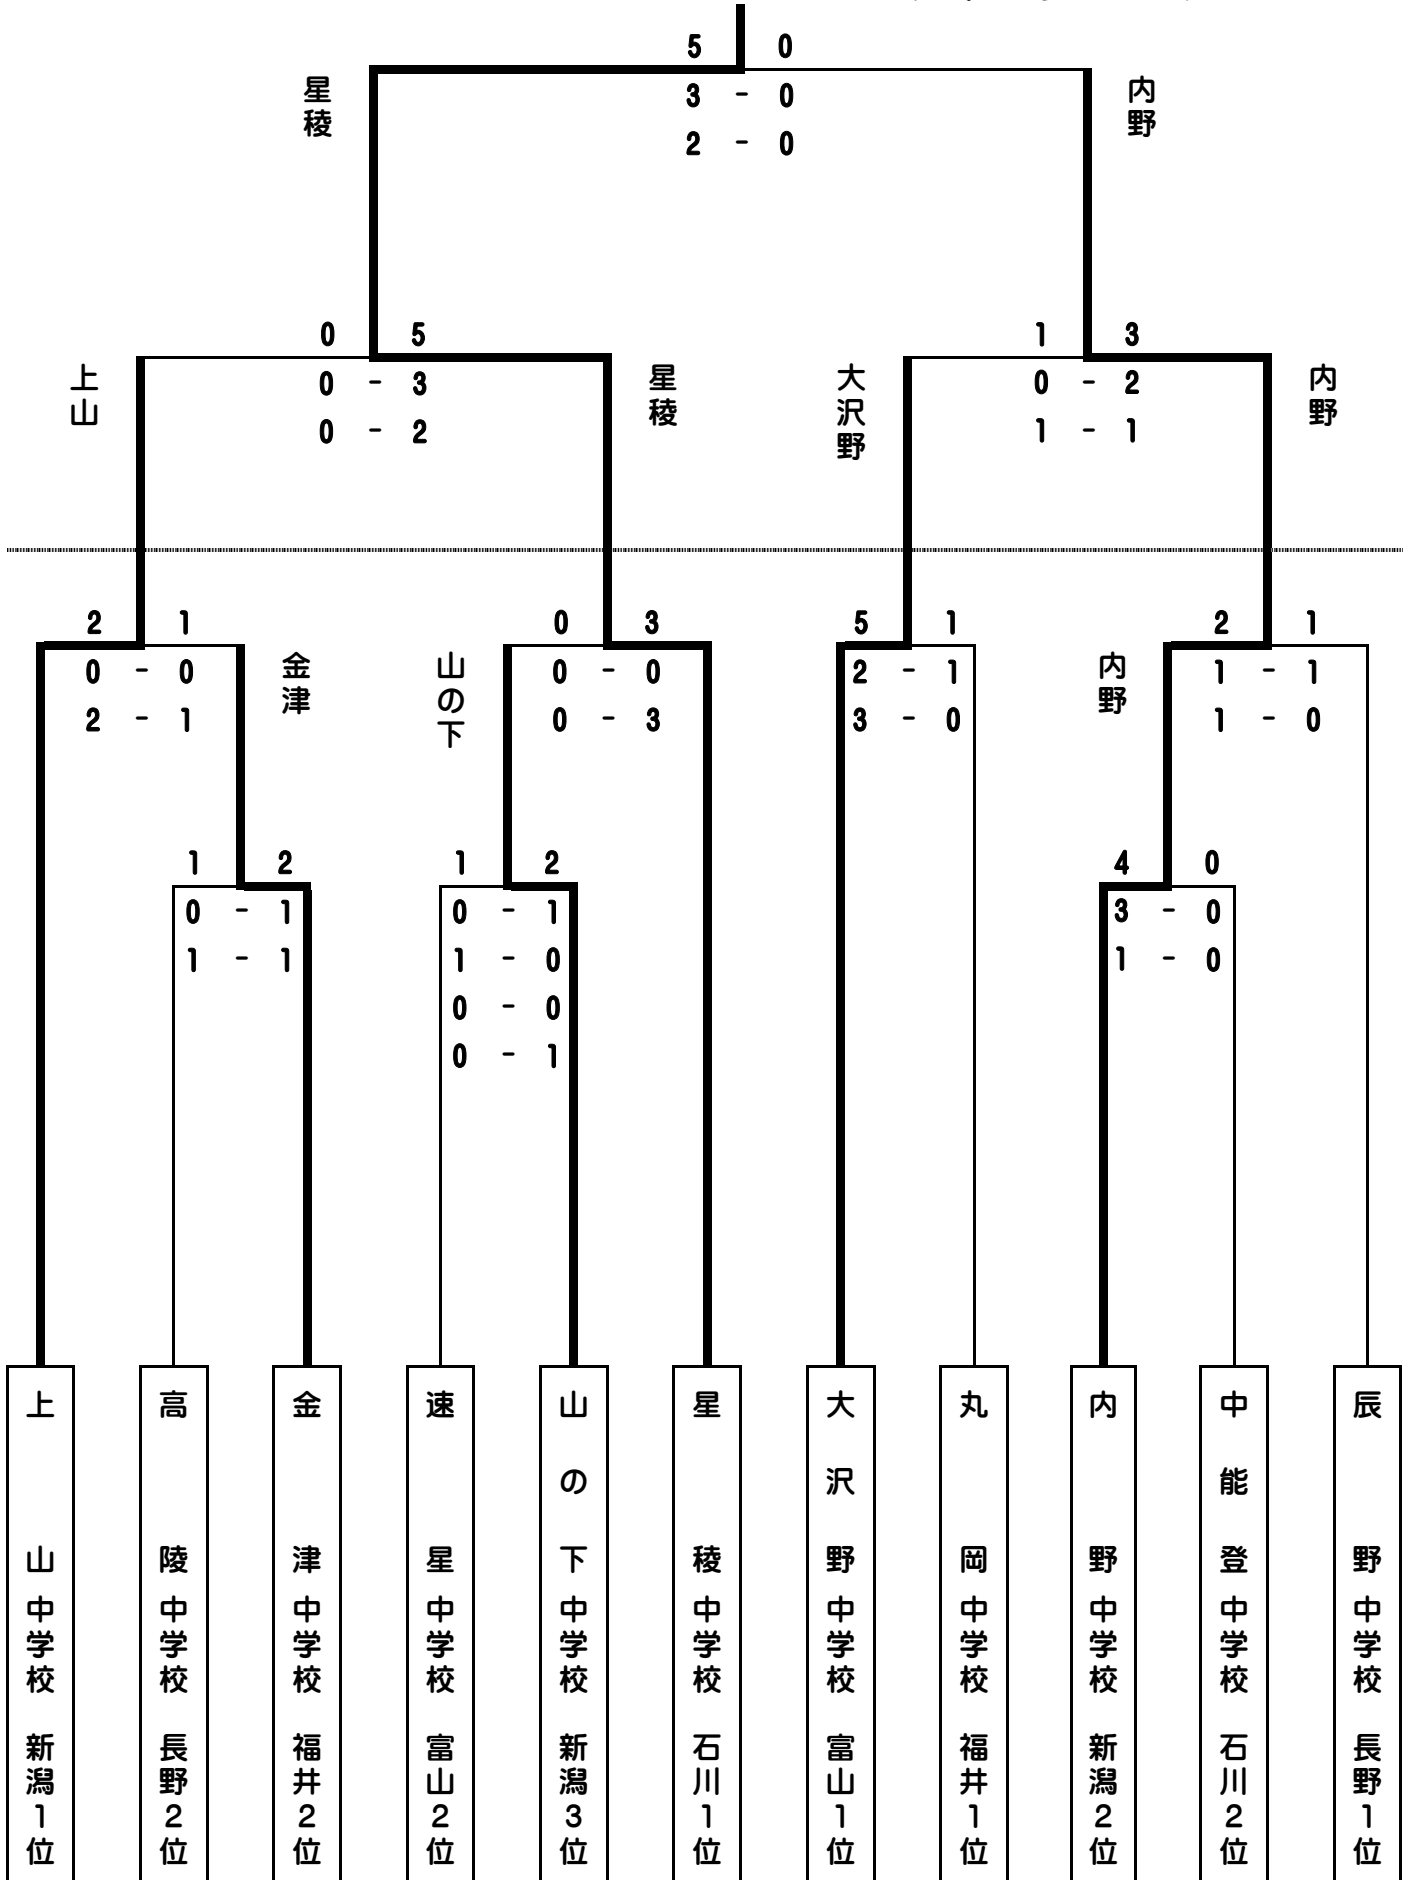 5 0
星稜
内野
3 - 0
2 - 0
0 5
1 3
上山
星稜
大沢野
内野
0 - 3
0 - 2
0 - 2
1 - 1
2 1
0 3
5 1
2 1
0 - 0
2 - 1
金津
山の下
0 - 0
0 - 3
2 - 1
3 - 0
内野
1 - 1
1 - 0
1 2
1 2
4 0
0 - 1
1 - 1
0 - 1
1 - 0
0 - 0
0 - 1
3 - 0
1 - 0
上山中学校 新潟1位
高陵中学校 長野2位
金津中学校 福井2位
速星中学校 富山2位
山の下中学校 新潟3位
星稜中学校 石川1位
大沢野中学校 富山1位
丸岡中学校 福井1位
内野中学校 新潟2位
中能登中学校 石川2位
辰野中学校 長野1位